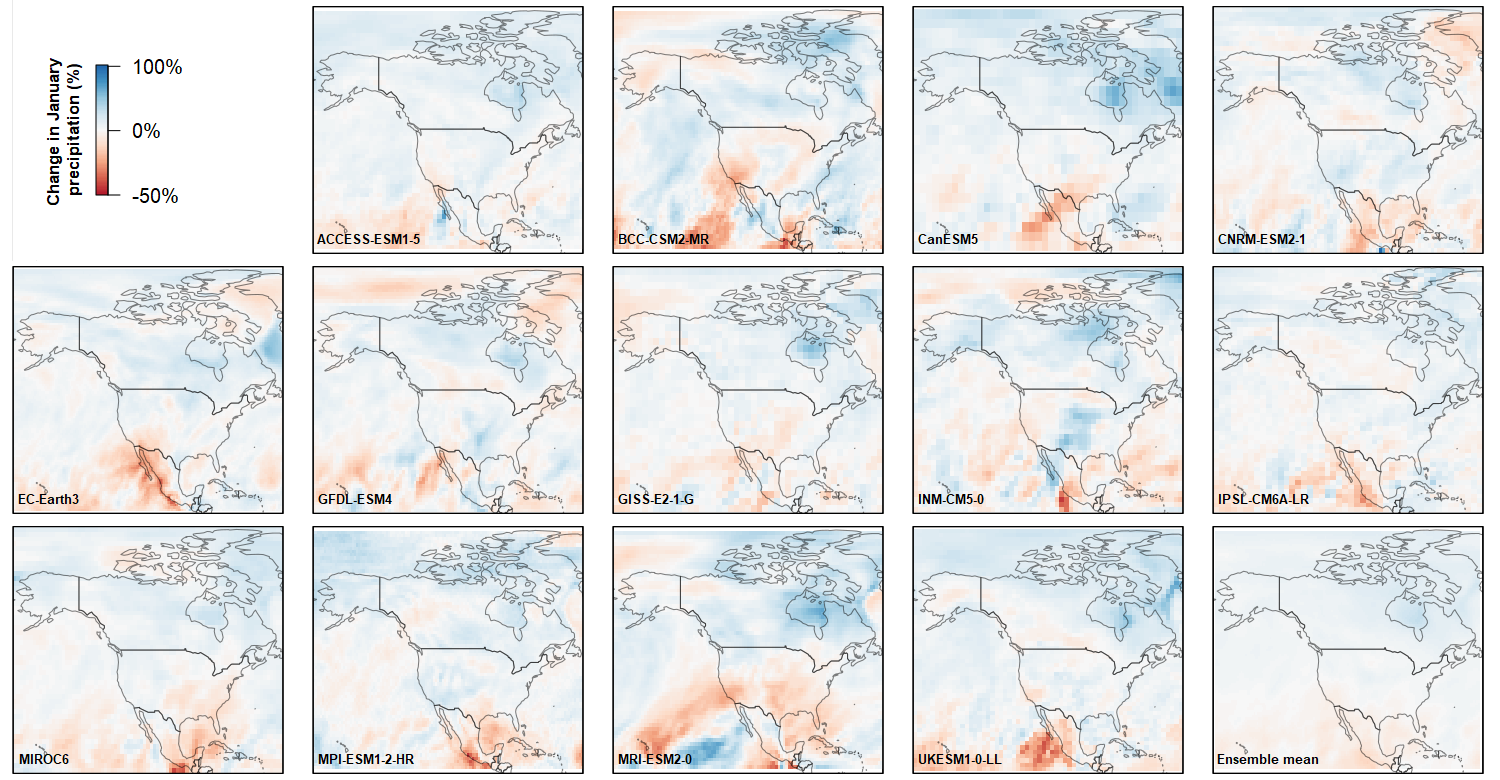 Change in January
precipitation (%)
100%
0%
-50%
ACCESS-ESM1-5
BCC-CSM2-MR
CanESM5
CNRM-ESM2-1
EC-Earth3
GFDL-ESM4
GISS-E2-1-G
INM-CM5-0
IPSL-CM6A-LR
MIROC6
MPI-ESM1-2-HR
MRI-ESM2-0
UKESM1-0-LL
Ensemble mean